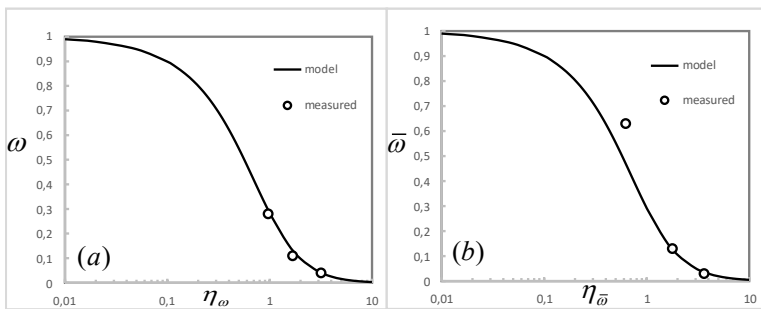 1
0,9
0,8
0,7
0,6
0,5
0,4
0,3
0,2
0,1
0
ω
model
measured
(a)
0,01 0,1 1 10
η_ω
1
0,9
0,8
0,7
0,6
0,5
0,4
0,3
0,2
0,1
0
ω̄
model
measured
(b)
0,01 0,1 1 10
η_ω̄